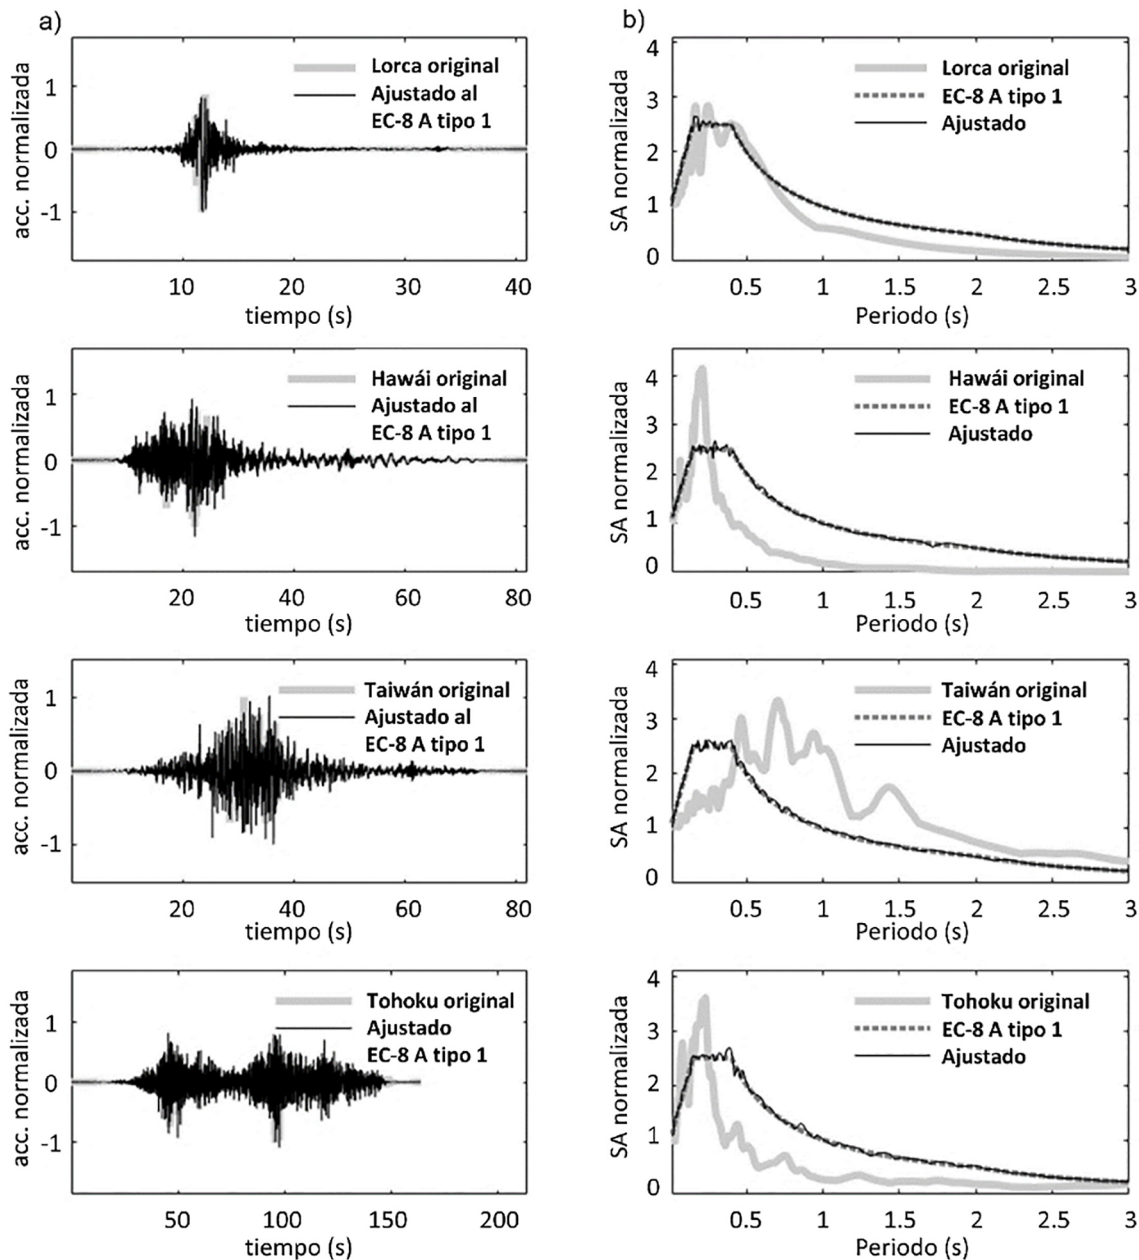 a)
acc. normalizada
1
0
-1
Lorca original
Ajustado al
EC-8 A tipo 1
10 20 30 40
tiempo (s)
b)
SA normalizada
4
3
2
1
0
Lorca original
EC-8 A tipo 1
Ajustado
0.5 1 1.5 2 2.5 3
Periodo (s)
acc. normalizada
1
0
-1
Hawái original
Ajustado al
EC-8 A tipo 1
20 40 60 80
tiempo (s)
SA normalizado
4
3
2
1
0
Hawái original
EC-8 A tipo 1
Ajustado
0.5 1 1.5 2 2.5 3
Periodo (s)
acc. normalizada
1
0
-1
Taiwán original
Ajustado al
EC-8 A tipo 1
20 40 60 80
tiempo (s)
SA normalizado
4
3
2
1
0
Taiwán original
EC-8 A tipo 1
Ajustado
0.5 1 1.5 2 2.5 3
Periodo (s)
acc. normalizada
1
0
-1
Tohoku original
Ajustado
EC-8 A tipo 1
50 100 150 200
tiempo (s)
SA normalizada
4
3
2
1
0
Tohoku original
EC-8 A tipo 1
Ajustado
0.5 1 1.5 2 2.5 3
Periodo (s)